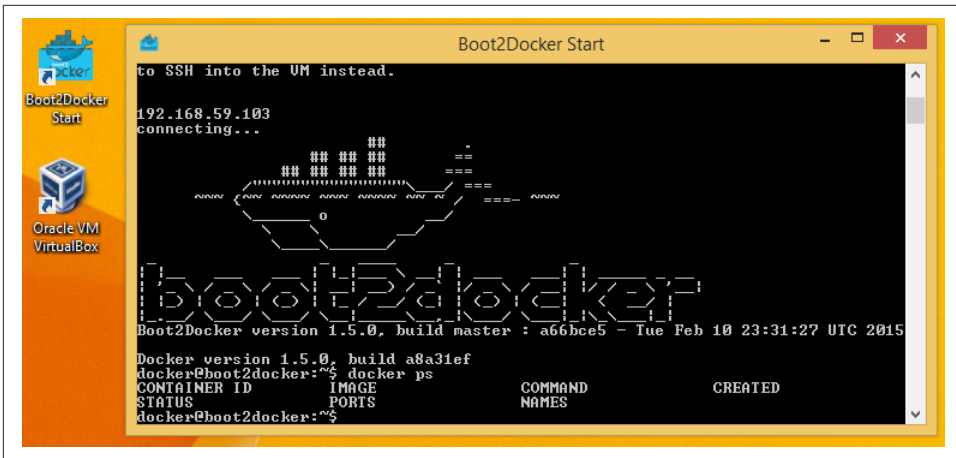 docker
Boot2Docker
Start
Oracle VM
VirtualBox
Boot2Docker Start
to SSH into the VM instead.
192.168.59.103
connecting...
boot2docker
Boot2Docker version 1.5.0, build master : a66bce5 - Tue Feb 10 23:31:27 UTC 2015
Docker version 1.5.0, build a8a31ef
docker@boot2docker:~$ docker ps
CONTAINER ID IMAGE COMMAND CREATED
STATUS PORTS NAMES
docker@boot2docker:~$